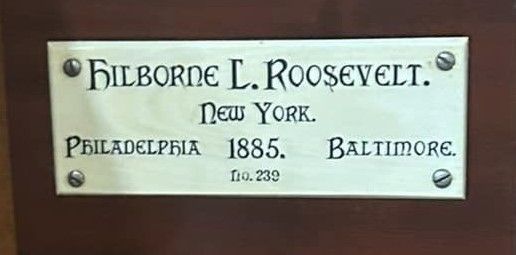 Hilborne L. Roosevelt.
New York.
Philadelphia 1885. Baltimore.
No. 239